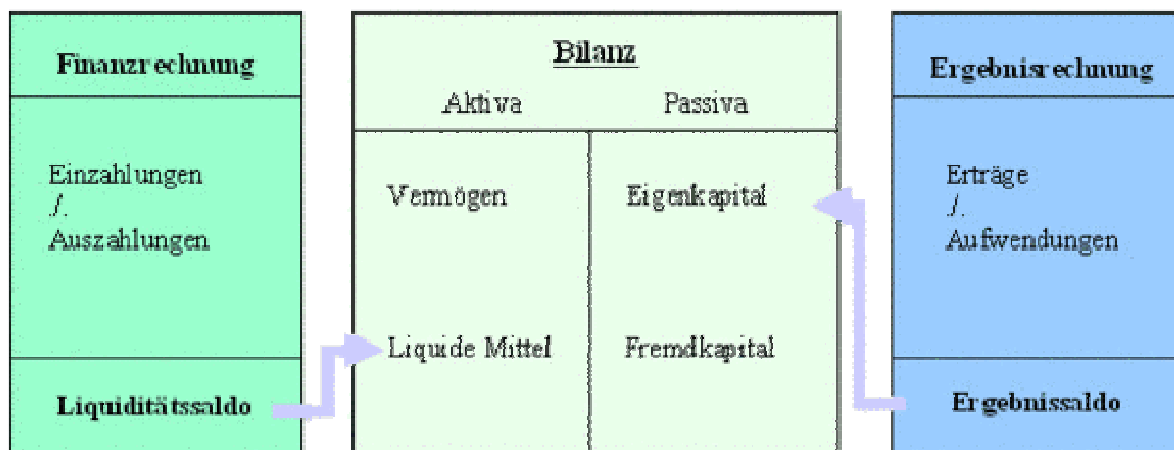 Finanzrechnung
Einzahlungen
./.
Auszahlungen
Liquiditätssaldo
Bilanz
Aktiva Passiva
Vermögen Eigenkapital
Liquide Mittel Fremdkapital
Ergebnisrechnung
Erträge
./.
Aufwendungen
Ergebnissaldo